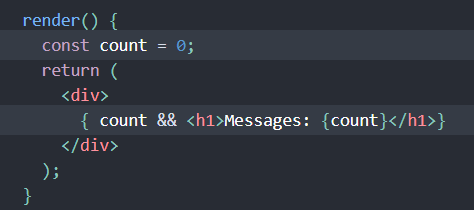 render() {
  const count = 0;
  return (
    <div>
      { count && <h1>Messages: {count}</h1>}
    </div>
  );
}